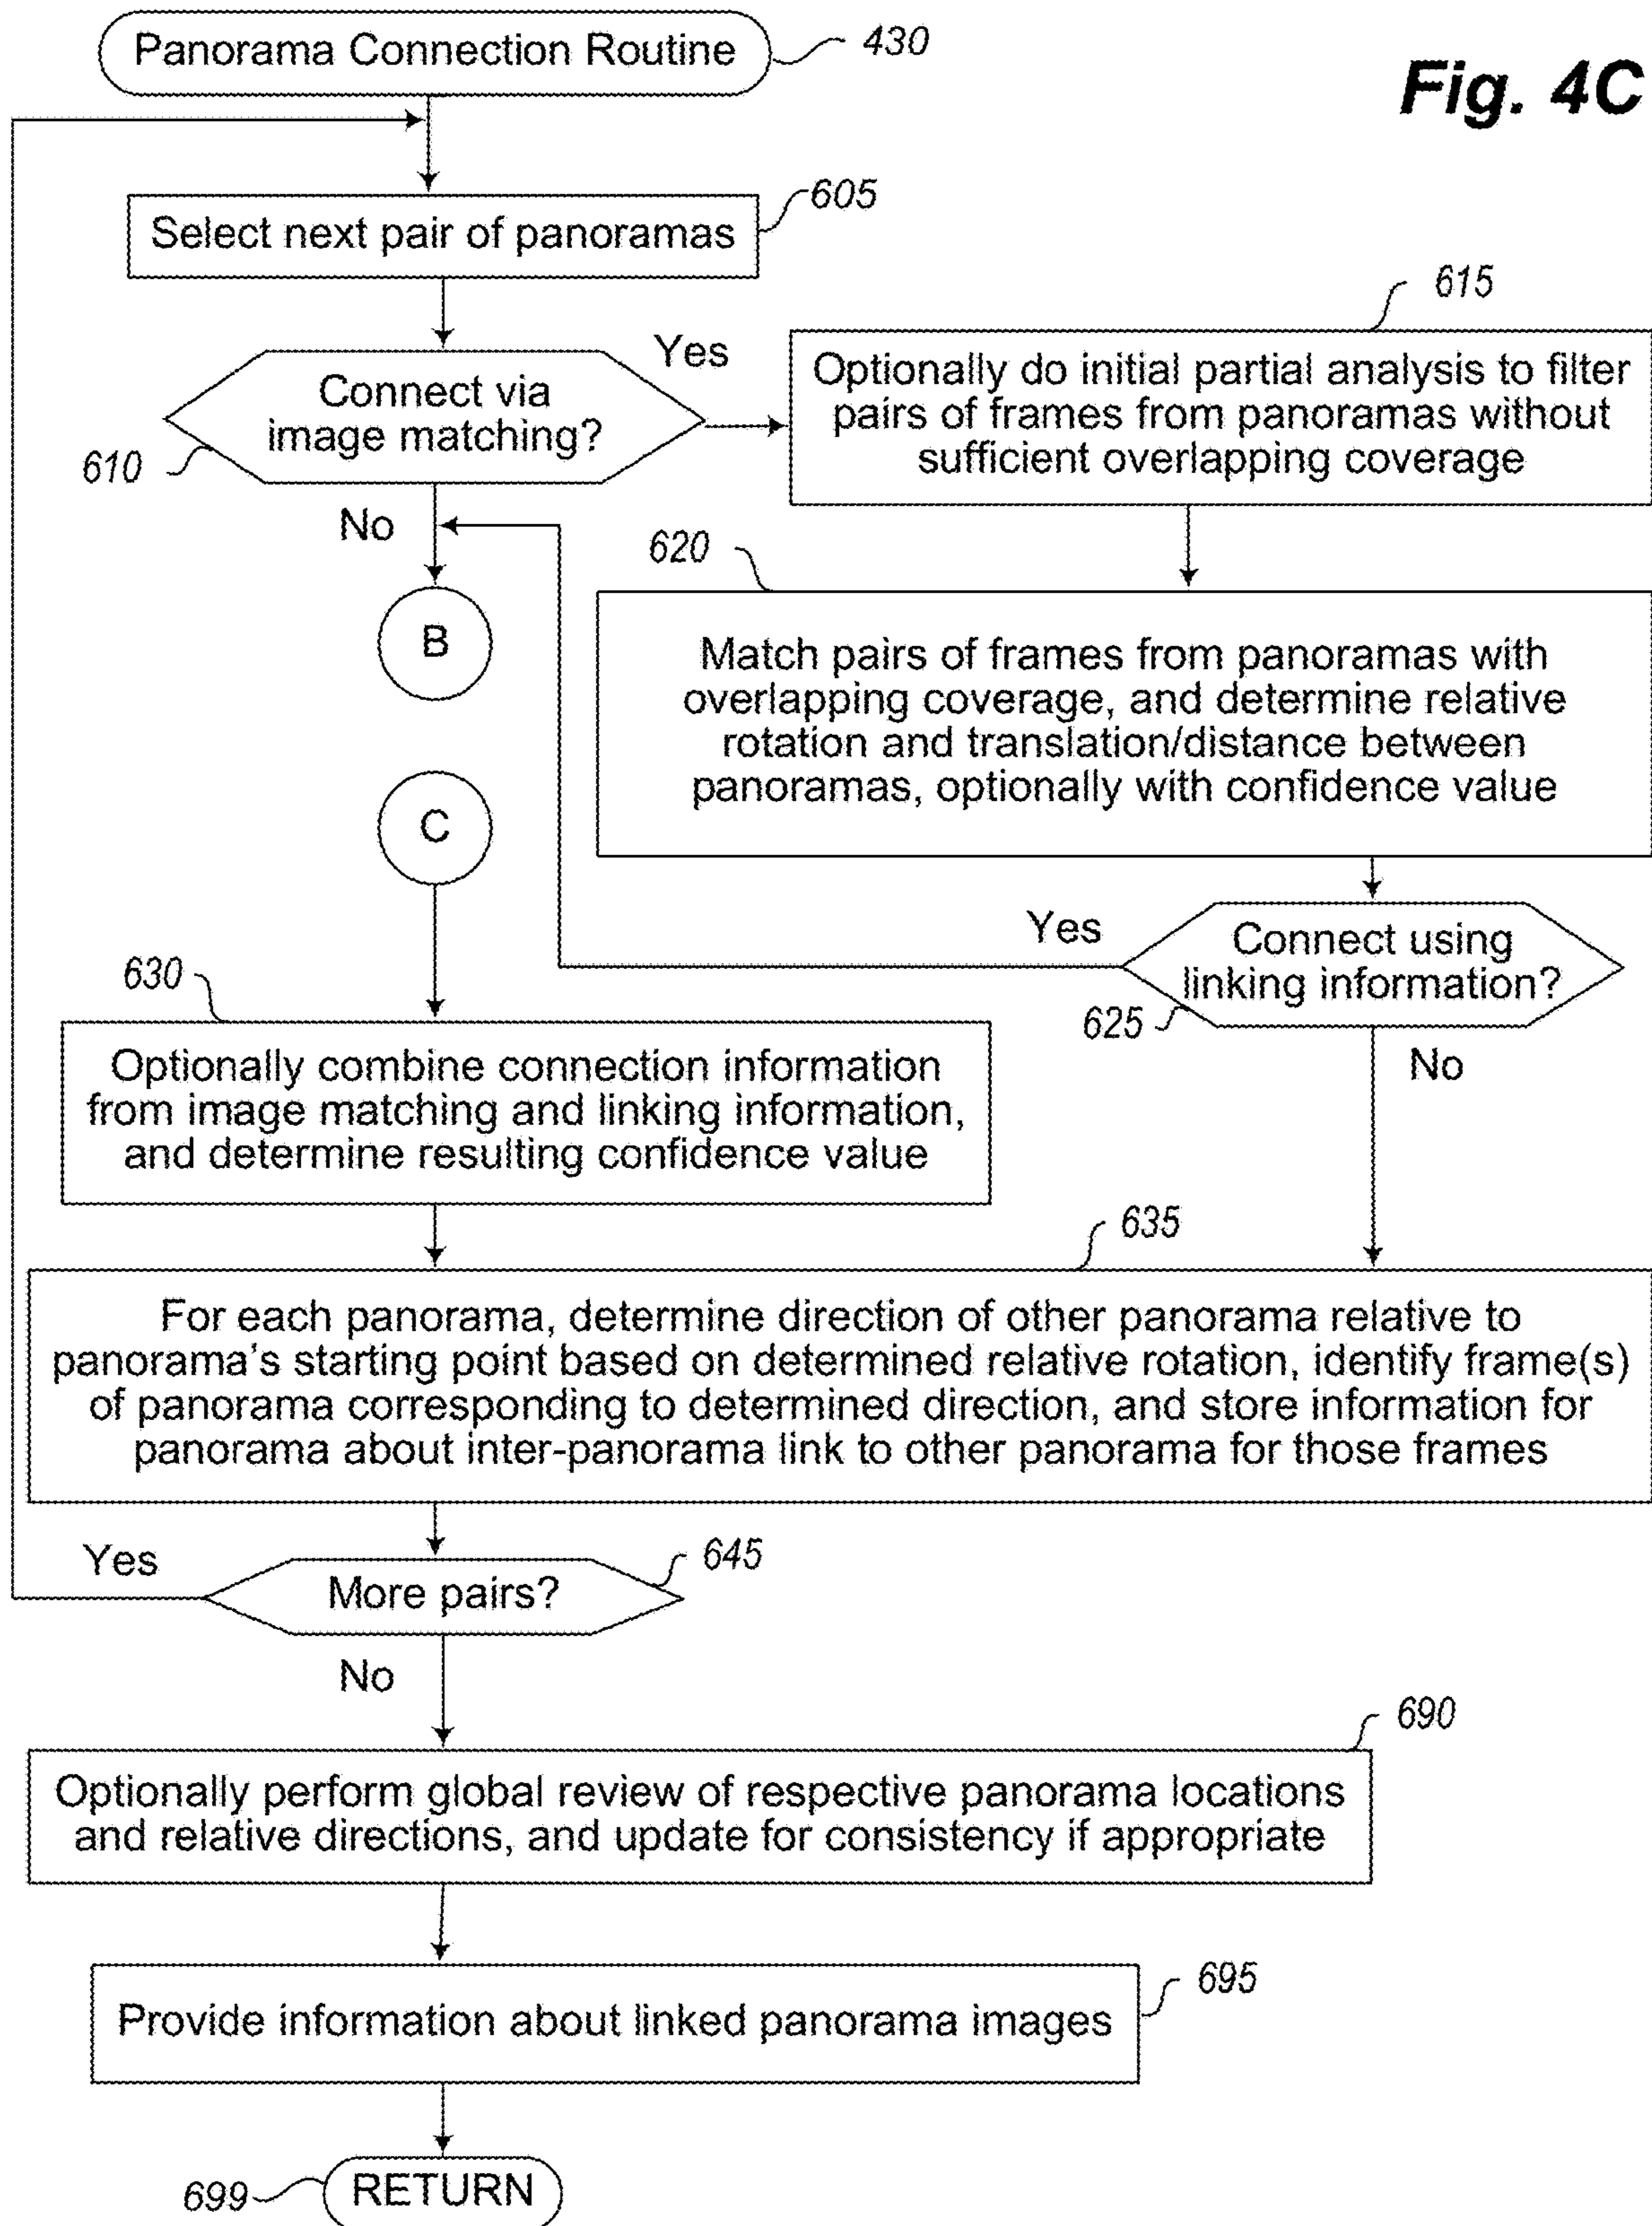 Panorama Connection Routine
430
Fig. 4C
Select next pair of panoramas
605
Connect via
image matching?
610
Yes
No
615
Optionally do initial partial analysis to filter
pairs of frames from panoramas without
sufficient overlapping coverage
620
Match pairs of frames from panoramas with
overlapping coverage, and determine relative
rotation and translation/distance between
panoramas, optionally with confidence value
B
C
Yes
Connect using
linking information?
625
No
630
Optionally combine connection information
from image matching and linking information,
and determine resulting confidence value
635
For each panorama, determine direction of other panorama relative to
panorama's starting point based on determined relative rotation, identify frame(s)
of panorama corresponding to determined direction, and store information for
panorama about inter-panorama link to other panorama for those frames
Yes
More pairs?
645
No
690
Optionally perform global review of respective panorama locations
and relative directions, and update for consistency if appropriate
695
Provide information about linked panorama images
699
RETURN